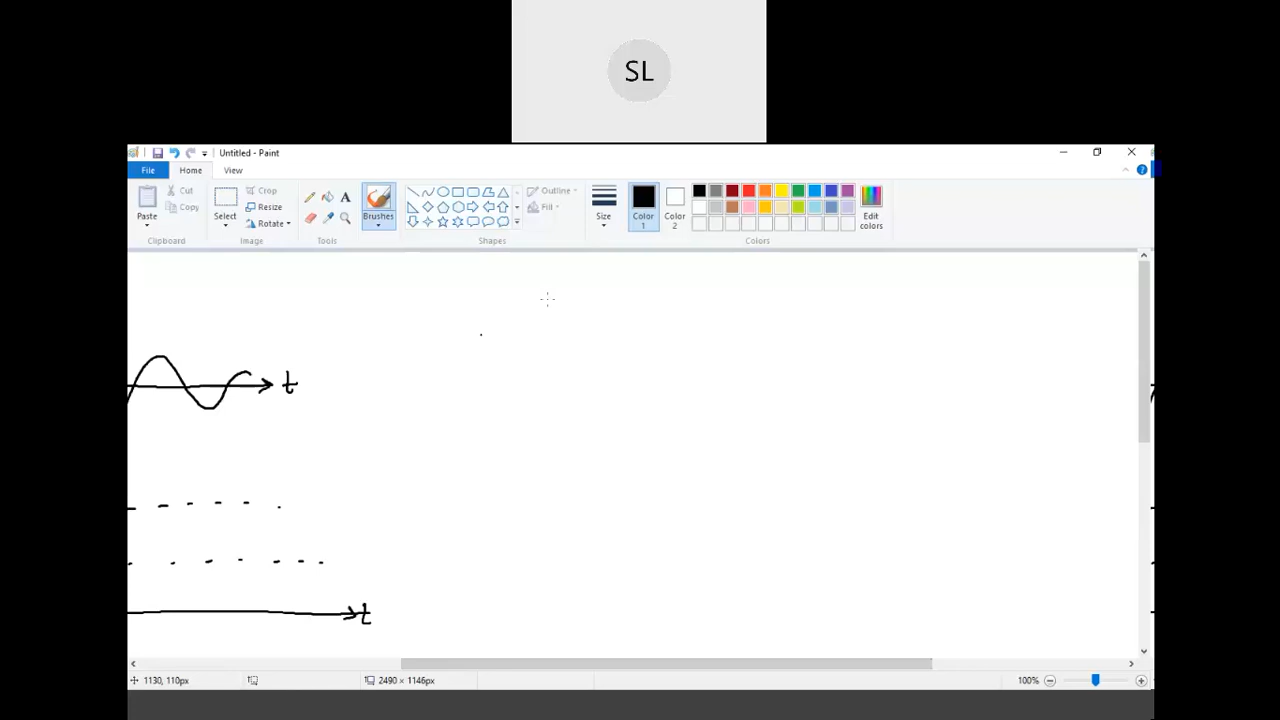 SL
Untitled - Paint
File Home View
Paste
Cut
Copy
Clipboard
Select
Crop
Resize
Rotate
Image
Tools
Brushes
Outline
Fill
Shapes
Size
Color 1
Color 2
Edit colors
Colors
t
t
1130, 110px
2490 × 1146px
100%